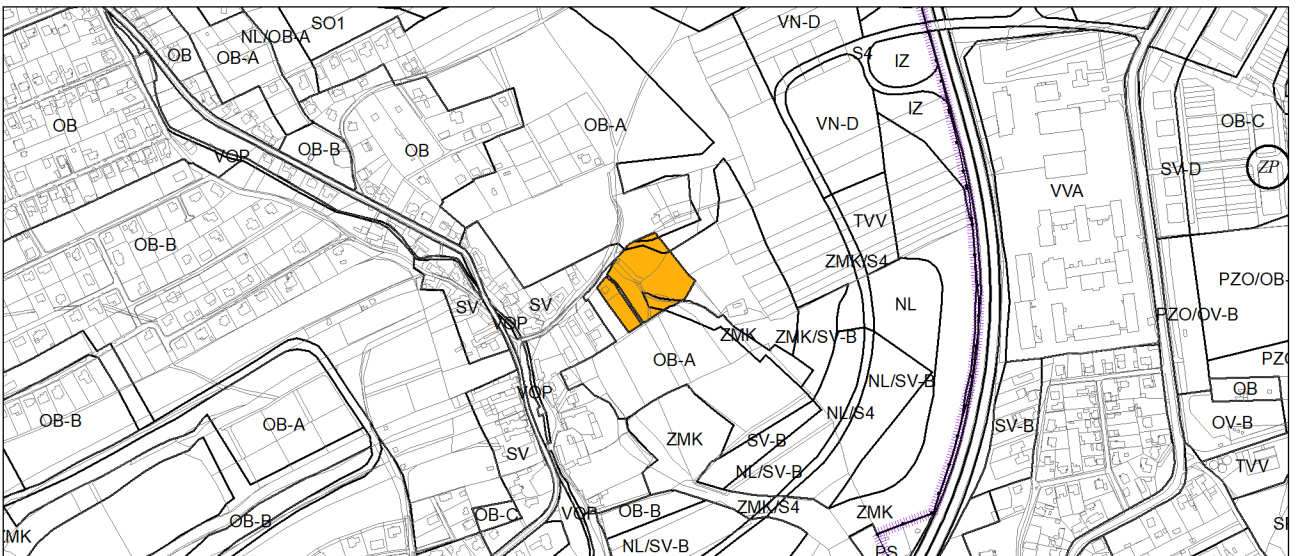 SO1
NL/OB-A
OB
OB-A
VN-D
S4
IZ
IZ
OB
OB-A
VN-D
OB-C
VOP
OB-B
OB
ZP
SV-D
VVA
OB-B
TVV
ZMK/S4
PZO/OB-
NL
SV
SV
VOP
PZO/OV-B
ZMK
ZMK/SV-B
OB-A
PZO
NL/SV-B
OB
VOP
OB-B
OB-A
NL/S4
OV-B
SV-B
ZMK
SV-B
SV
NL/SV-B
TVV
ZMK/S4
OB-C
VOP
OB-B
ZMK
OB-B
ZMK
NL/SV-B